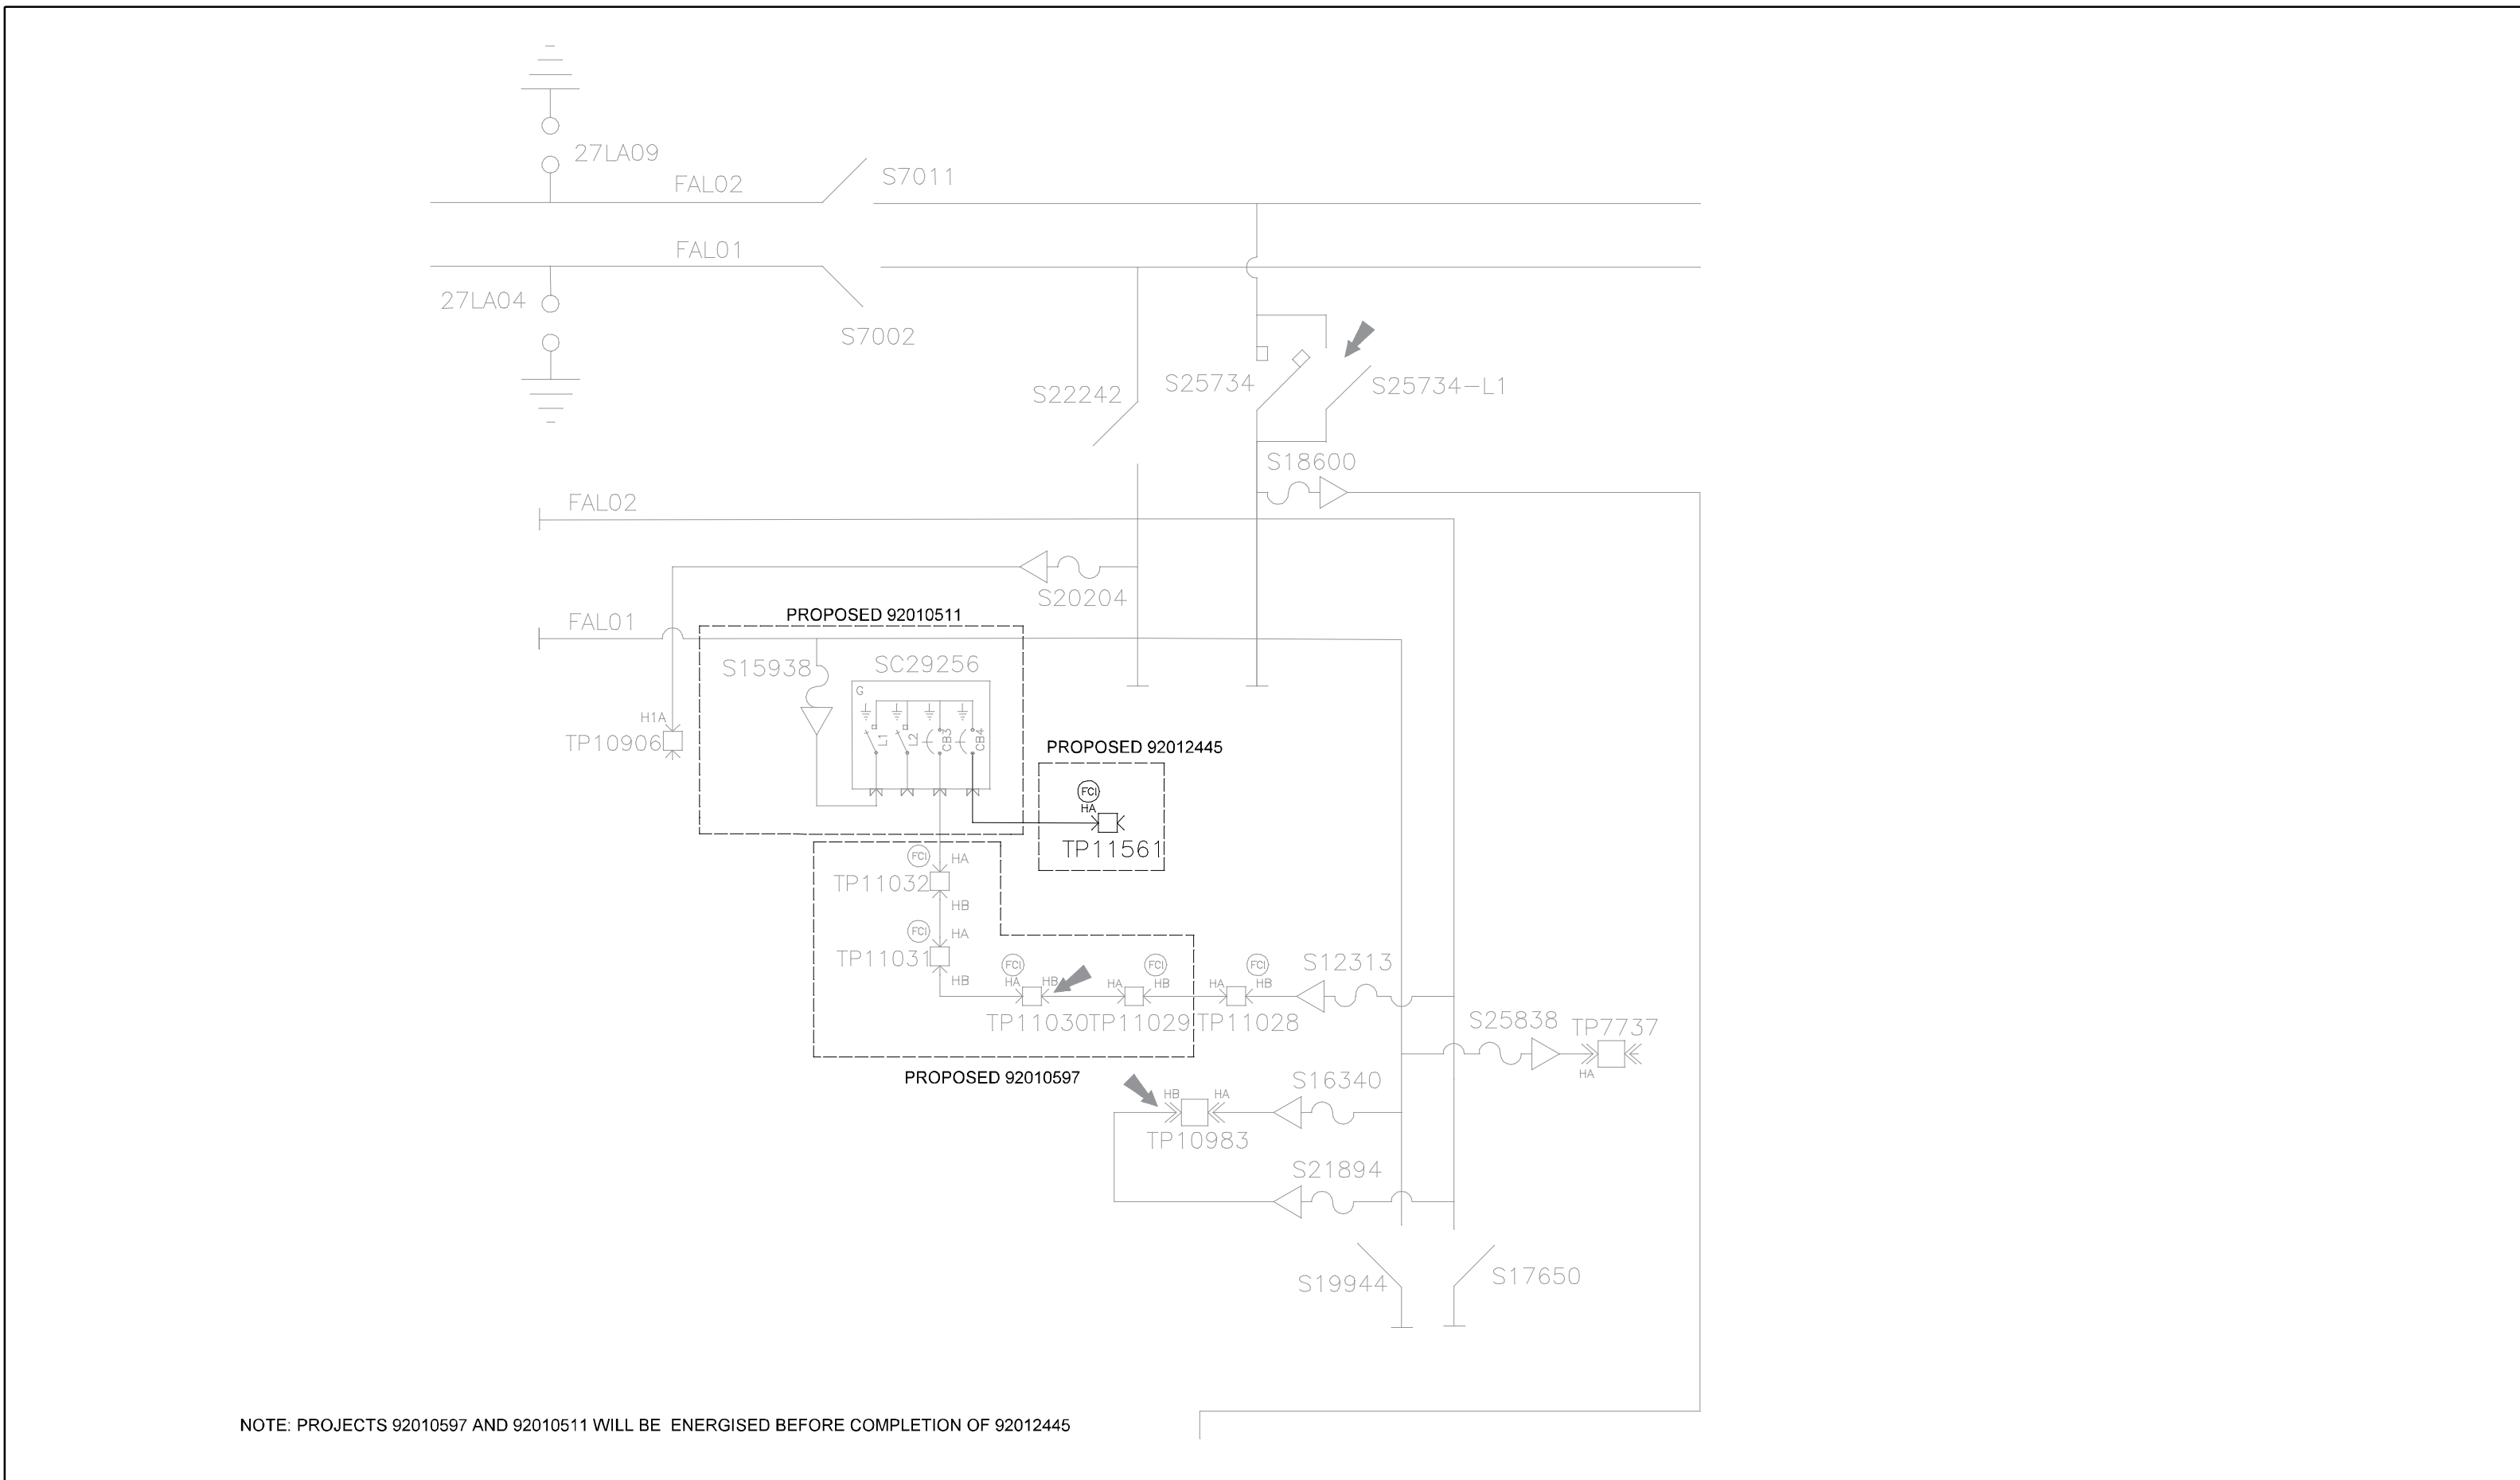 27LA09
FAL02
S7011
FAL01
27LA04
S7002
S22242
S25734
S25734-L1
S18600
FAL02
S20204
PROPOSED 92010511
FAL01
S15938
SC29256
G
L1
L2
CB3
CB4
H1A
TP10906
PROPOSED 92012445
FCI
HA
TP11561
FCI
HA
TP11032
HB
FCI
HA
TP11031
HB
FCI
HA
HB
TP11030
FCI
HA
HB
TP11029
FCI
HA
HB
TP11028
S12313
S25838
TP7737
HA
PROPOSED 92010597
HB
HA
S16340
TP10983
S21894
S19944
S17650
NOTE: PROJECTS 92010597 AND 92010511 WILL BE ENERGISED BEFORE COMPLETION OF 92012445